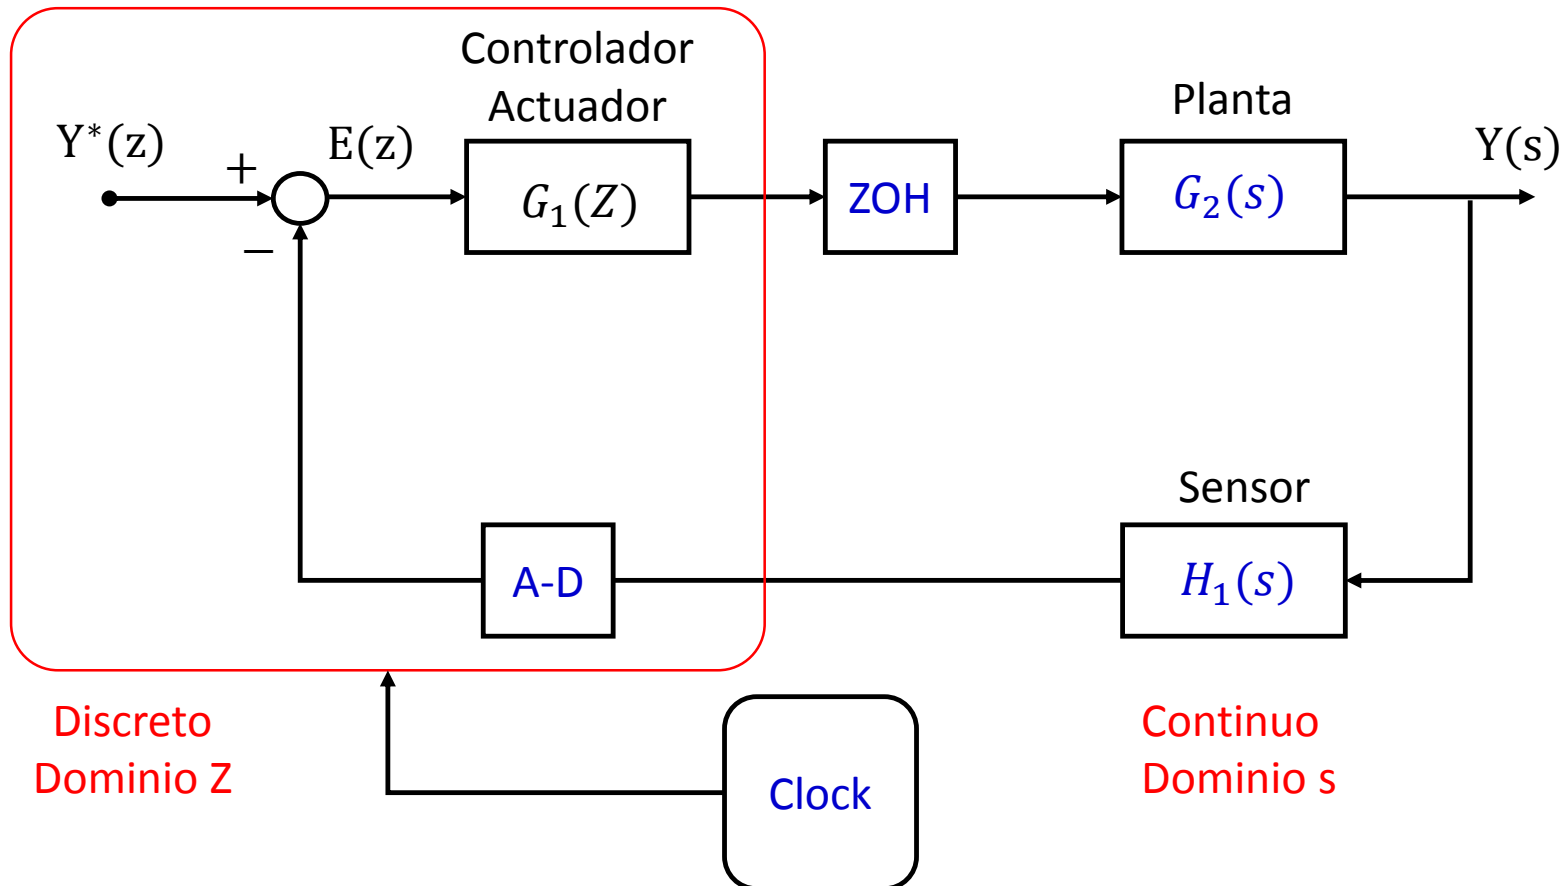 Controlador
Actuador
Planta
Y*(z)
+
E(z)
Y(s)
G₁(Z)
ZOH
G₂(s)
−
Sensor
A-D
H₁(s)
Discreto
Dominio Z
Continuo
Dominio s
Clock